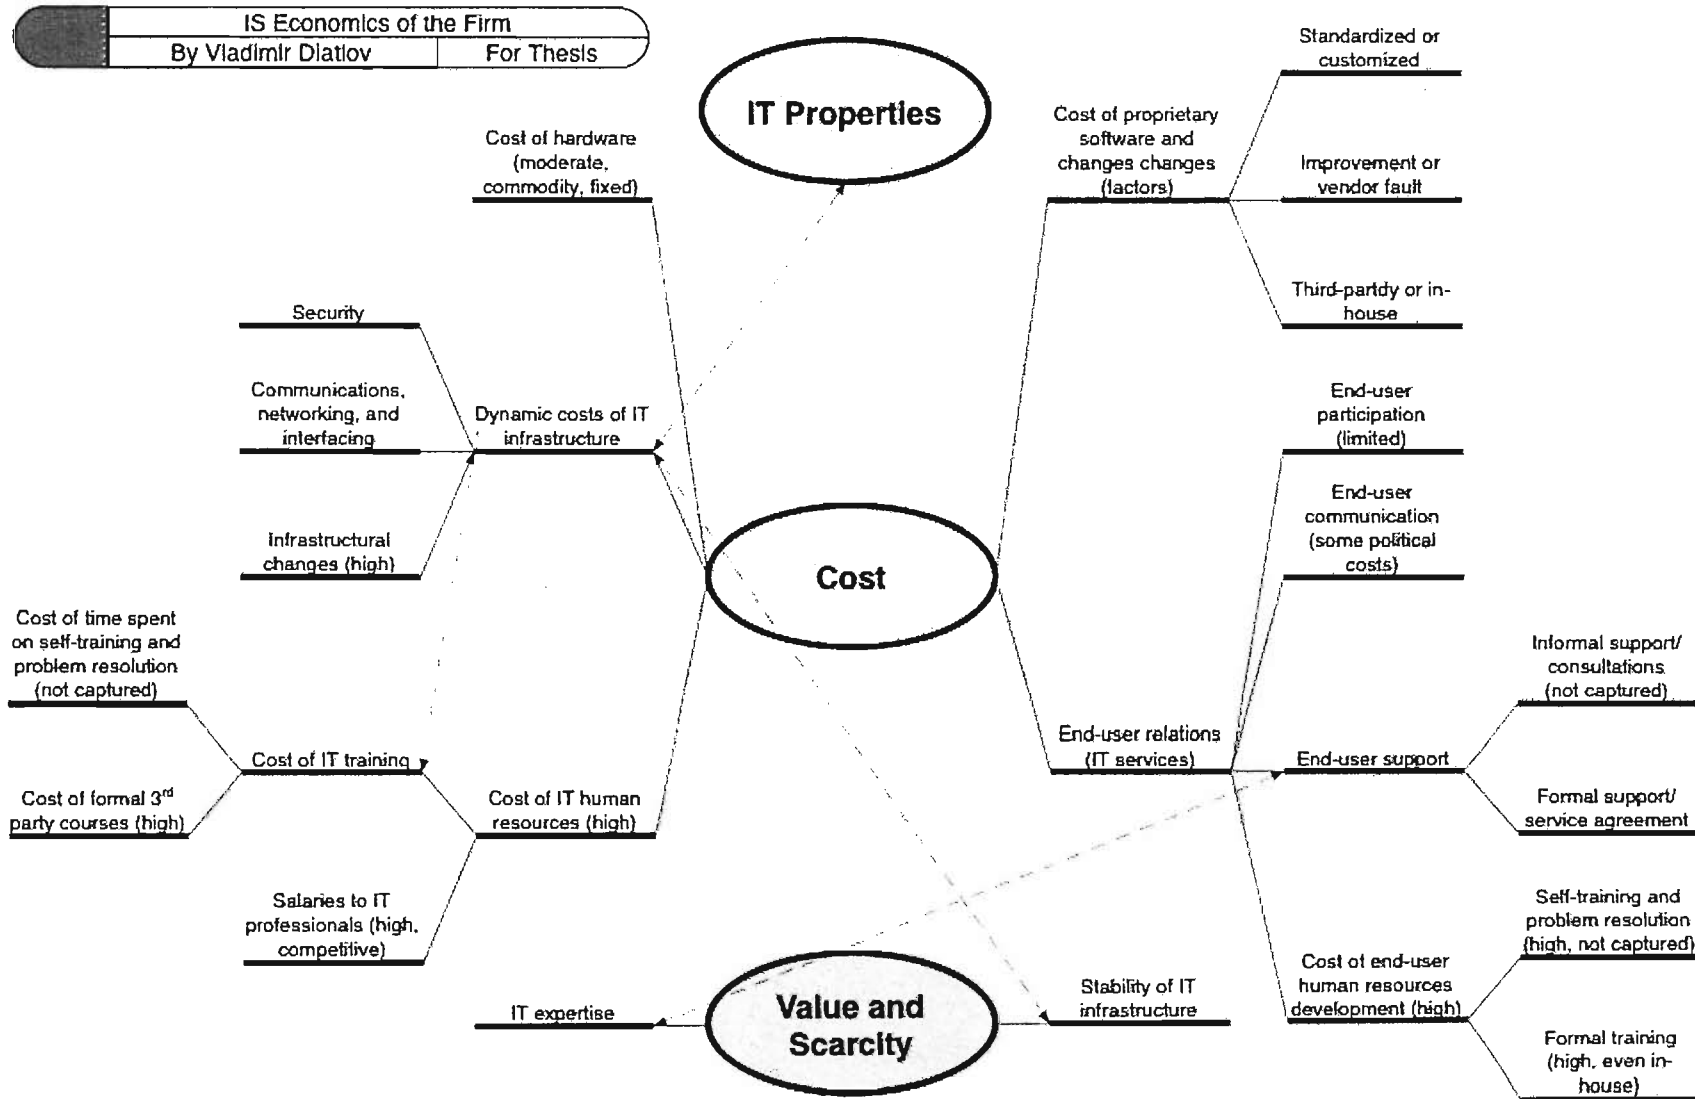 IS Economics of the Firm
By Vladimir Diatlov
For Thesis
IT Properties
Cost of hardware
(moderate,
commodity, fixed)
Cost of proprietary
software and
changes changes
(factors)
Standardized or
customized
Improvement or
vendor fault
Third-partdy or in-
house
Security
Communications,
networking, and
interfacing
Infrastructural
changes (high)
Dynamic costs of IT
infrastructure
Cost
End-user
participation
(limited)
End-user
communication
(some political
costs)
Cost of time spent
on self-training and
problem resolution
(not captured)
Cost of IT training
Cost of formal 3rd
party courses (high)
Cost of IT human
resources (high)
Salaries to IT
professionals (high,
competitive)
End-user relations
(IT services)
End-user support
Informal support/
consultations
(not captured)
Formal support/
service agreement
Self-training and
problem resolution
(high, not captured)
Cost of end-user
human resources
development (high)
Formal training
(high, even in-
house)
IT expertise
Value and
Scarcity
Stability of IT
infrastructure